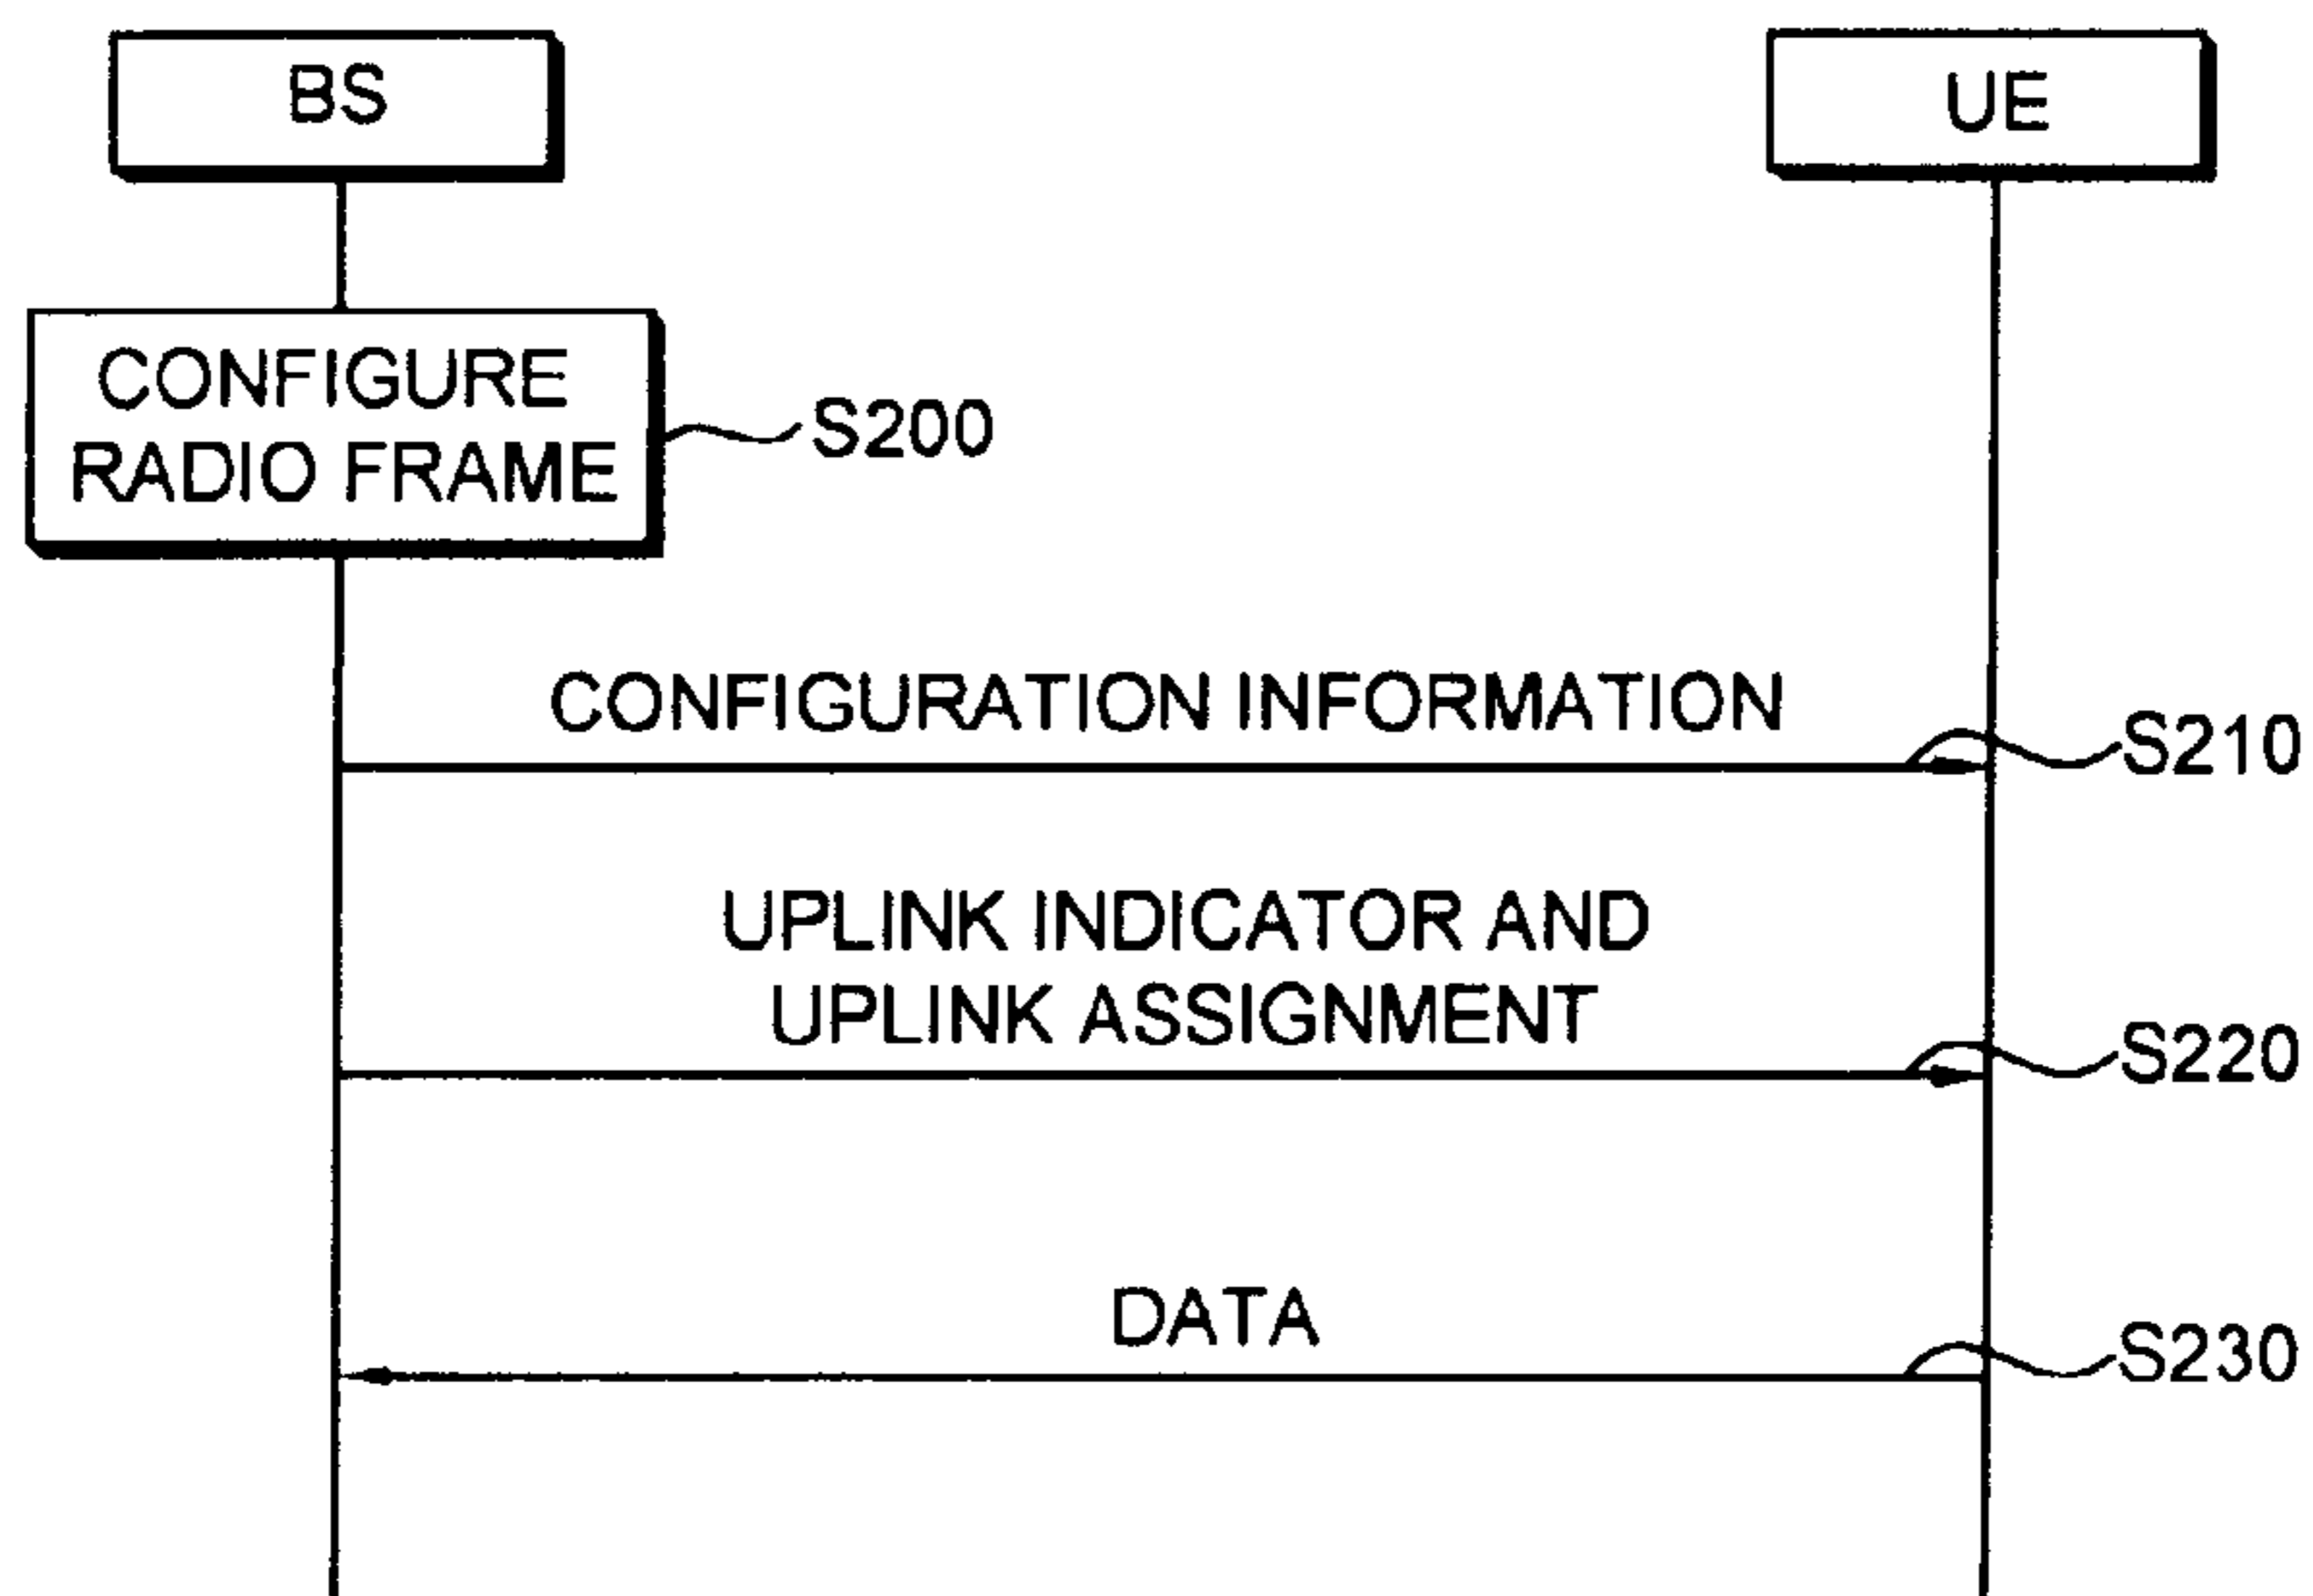 BS
UE
CONFIGURE
RADIO FRAME
S200
CONFIGURATION INFORMATION
S210
UPLINK INDICATOR AND
UPLINK ASSIGNMENT
S220
DATA
S230